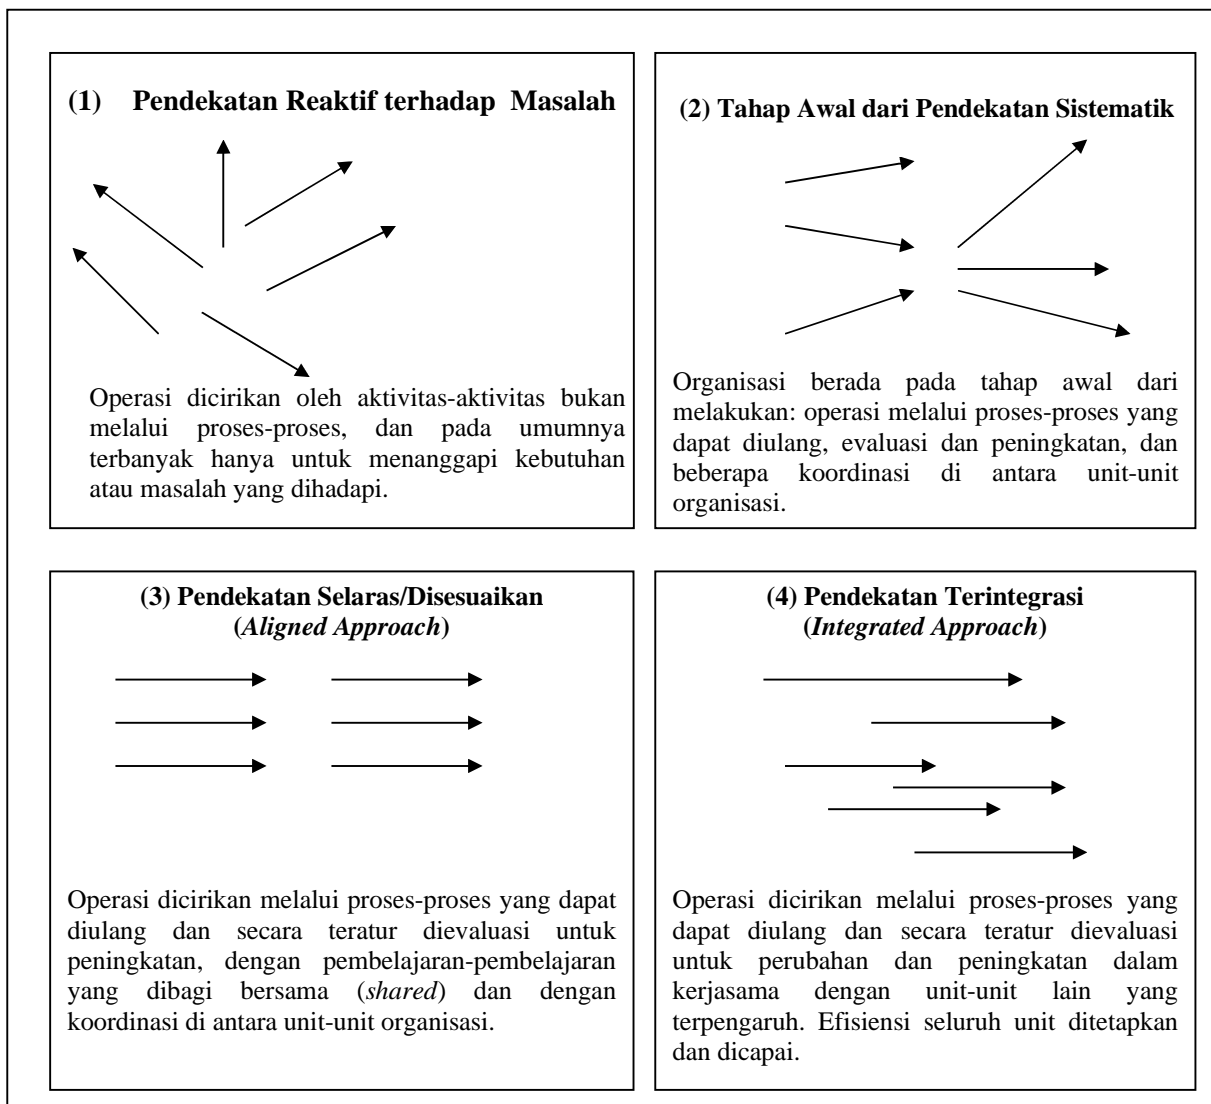 (1) Pendekatan Reaktif terhadap Masalah
Operasi dicirikan oleh aktivitas-aktivitas bukan
melalui proses-proses, dan pada umumnya
terbanyak hanya untuk menanggapi kebutuhan
atau masalah yang dihadapi.
(2) Tahap Awal dari Pendekatan Sistematik
Organisasi berada pada tahap awal dari
melakukan: operasi melalui proses-proses yang
dapat diulang, evaluasi dan peningkatan, dan
beberapa koordinasi di antara unit-unit
organisasi.
(3) Pendekatan Selaras/Disesuaikan
(Aligned Approach)
Operasi dicirikan melalui proses-proses yang dapat
diulang dan secara teratur dievaluasi untuk
peningkatan, dengan pembelajaran-pembelajaran
yang dibagi bersama (shared) dan dengan
koordinasi di antara unit-unit organisasi.
(4) Pendekatan Terintegrasi
(Integrated Approach)
Operasi dicirikan melalui proses-proses yang
dapat diulang dan secara teratur dievaluasi
untuk perubahan dan peningkatan dalam
kerjasama dengan unit-unit lain yang
terpengaruh. Efisiensi seluruh unit ditetapkan
dan dicapai.